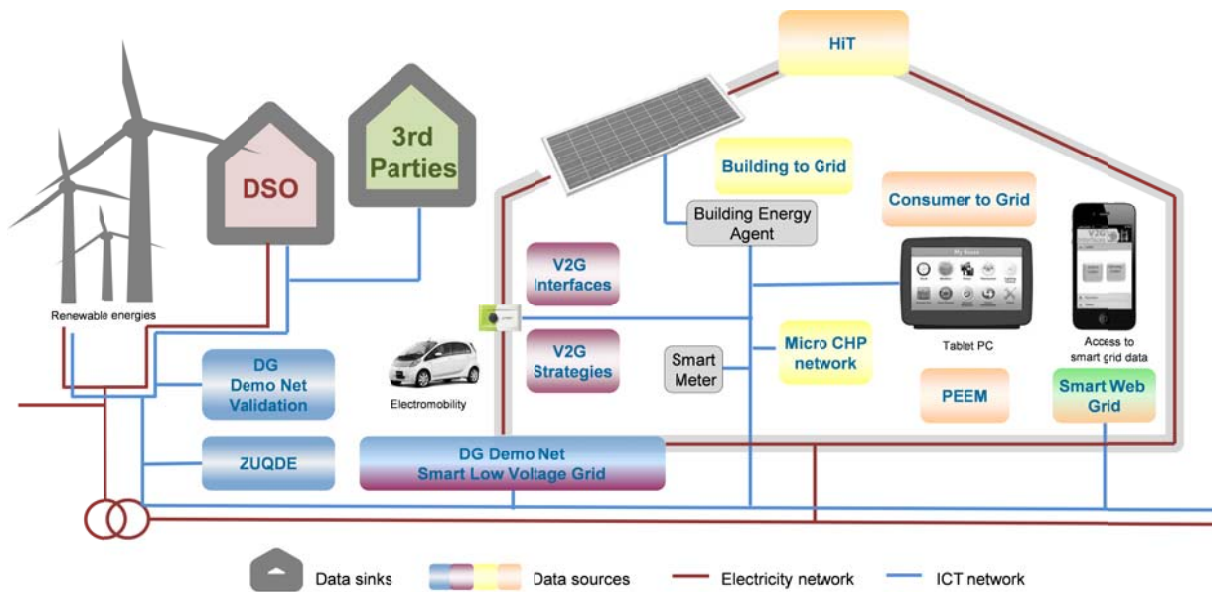 HiT
3rd
Parties
DSO
Building to Grid
Consumer to Grid
Building Energy
Agent
V2G
Interfaces
Renewable energies
V2G
Strategies
Micro CHP
network
Smart
Meter
Tablet PC
Access to
smart grid data
DG
Demo Net
Validation
Electromobility
PEEM
Smart Web
Grid
ZUQDE
DG Demo Net
Smart Low Voltage Grid
Data sinks
Data sources
Electricity network
ICT network